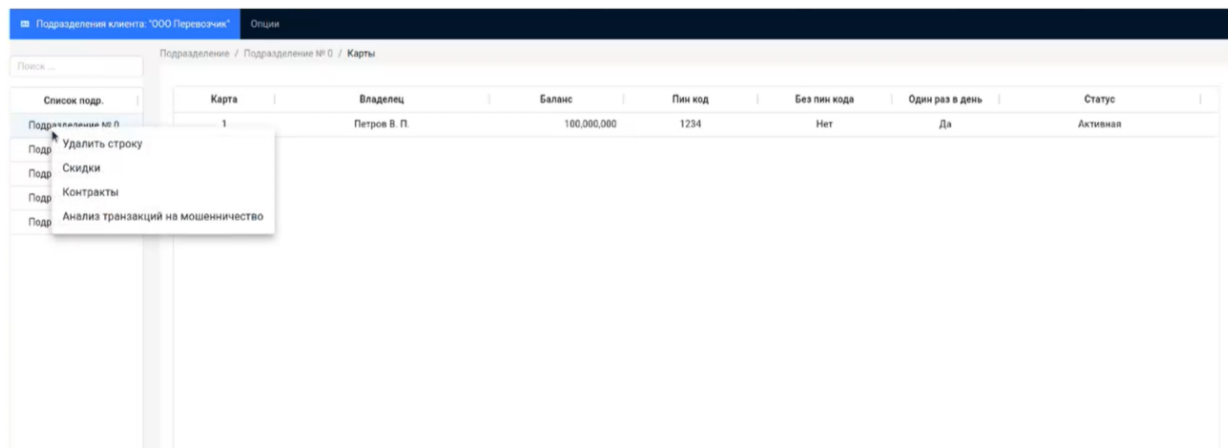 Подразделения клиента: "ООО Перевозчик" Опции
Подразделение / Подразделение № 0 / Карты
Поиск ...
Список подр. Карта Владелец Баланс Пин код Без пин кода Один раз в день Статус
Подразделение № 0 1 Петров В. П. 100,000,000 1234 Нет Да Активная
Удалить строку
Подр
Скидки
Подр
Контракты
Подр
Анализ транзакций на мошенничество
Подр